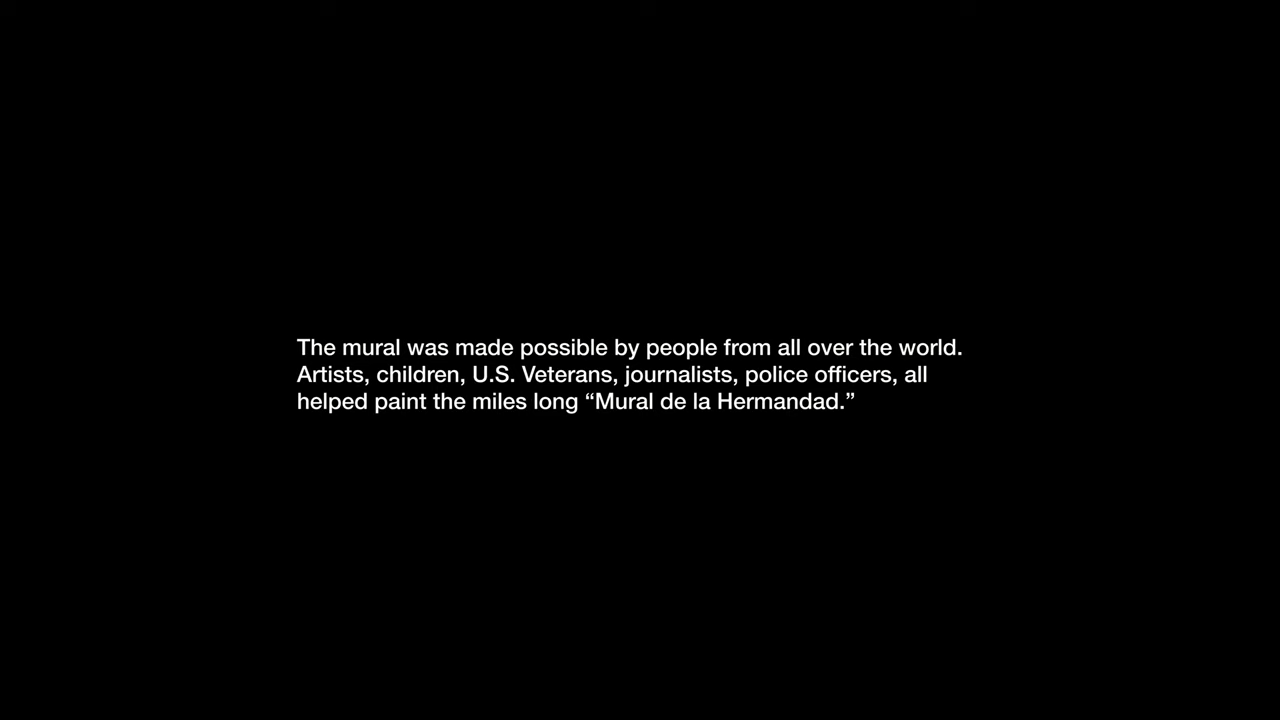 The mural was made possible by people from all over the world.
Artists, children, U.S. Veterans, journalists, police officers, all
helped paint the miles long “Mural de la Hermandad.”